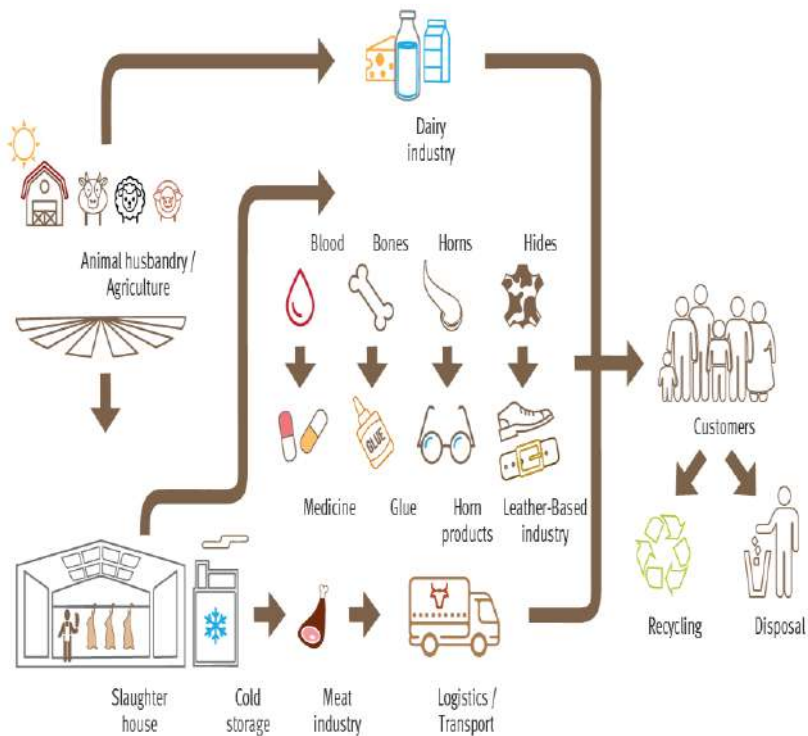 Dairy
industry
Animal husbandry /
Agriculture
Blood
Bones
Horns
Hides
GLUE
Medicine
Glue
Horn
products
Leather-Based
industry
Customers
Recycling
Disposal
Slaughter
house
Cold
storage
Meat
industry
Logistics /
Transport